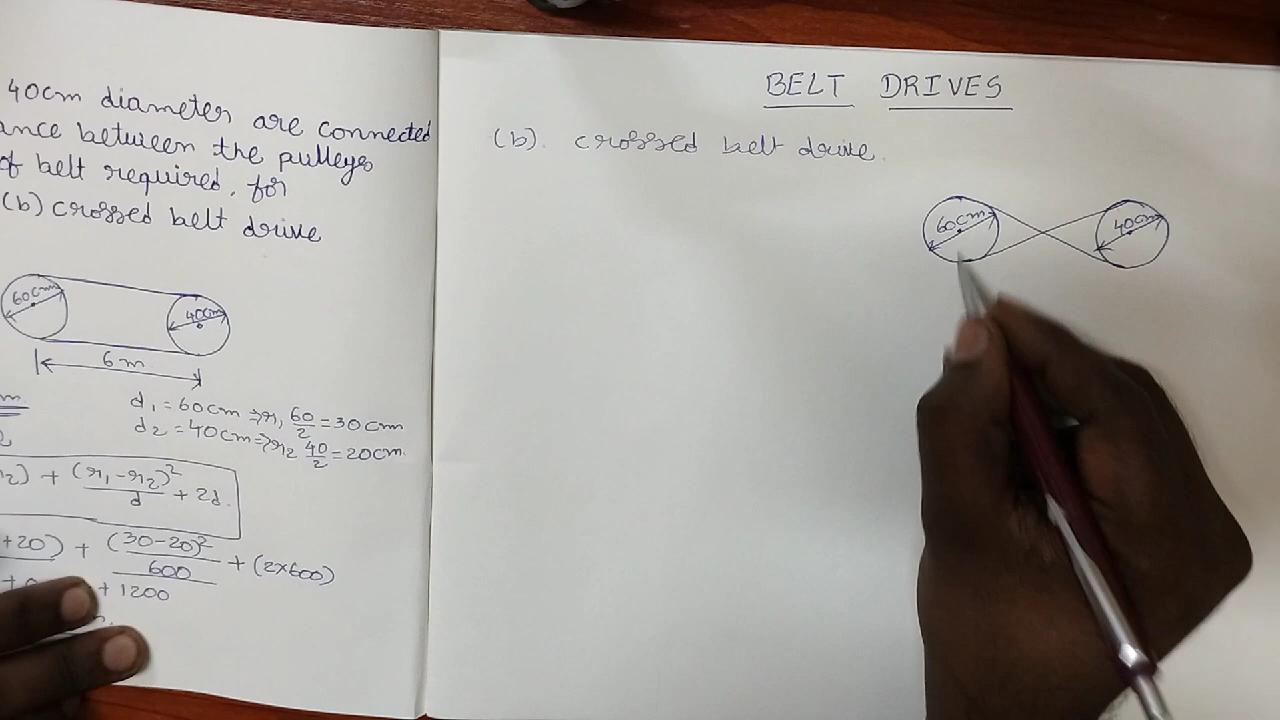 40cm diameter are connected
ance between the pulleys
of belt required. for
(b) crossed belt drive
60cm
40cm
6m
m
d1 = 60cm ⇒ r1 60/2 = 30cm
d2 = 40cm ⇒ r2 40/2 = 20cm.
r2) + (r1 - r2)²/d + 2d.
+20) + (30-20)²/600 + (2×600)
+ 1200
BELT DRIVES
(b). crossed belt drive.
60cm
40cm